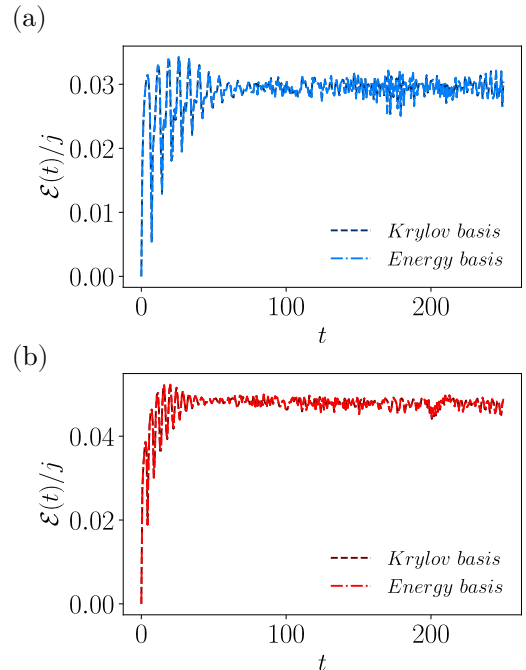 (a)
0.03
0.02
0.01
0.00
ℰ(t)/j
Krylov basis
Energy basis
0 100 200
t
(b)
0.04
0.02
0.00
ℰ(t)/j
Krylov basis
Energy basis
0 100 200
t